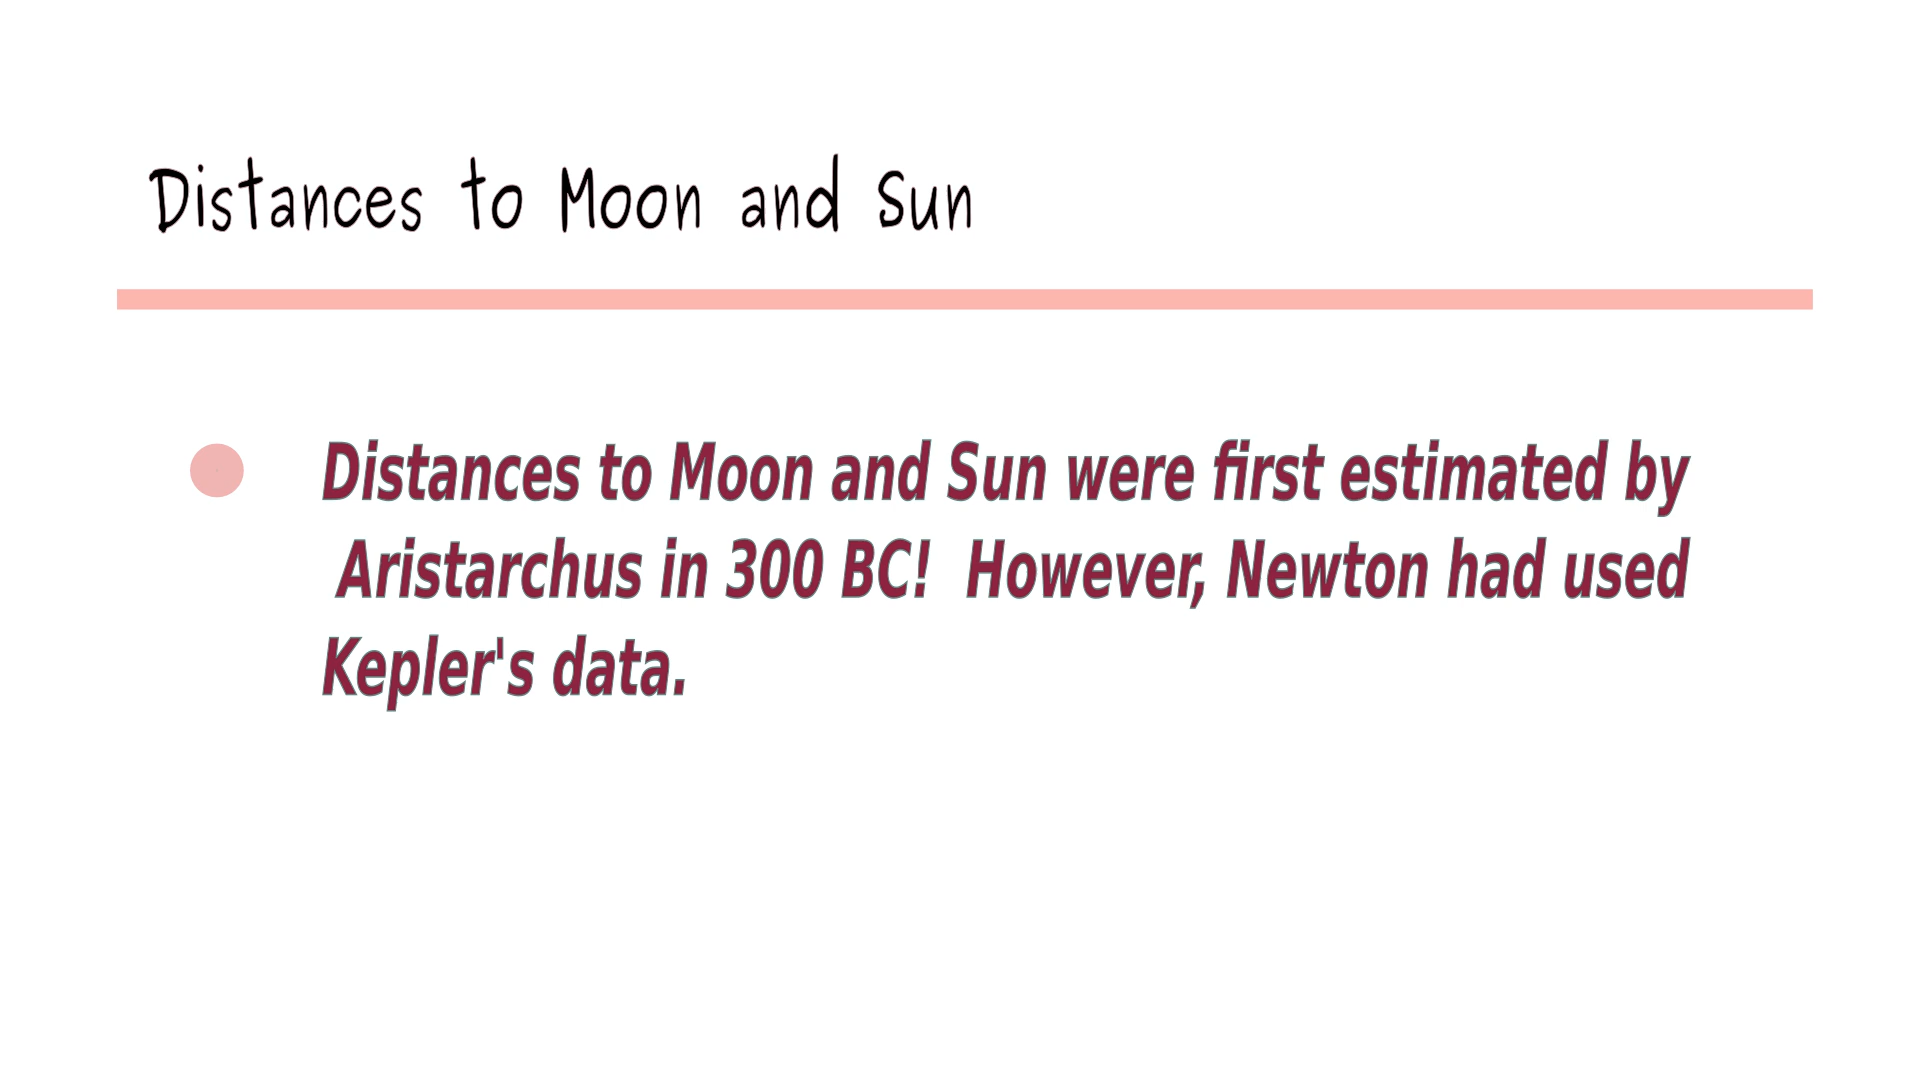 Distances to Moon and Sun
Distances to Moon and Sun were first estimated by
Aristarchus in 300 BC!  However, Newton had used
Kepler's data.